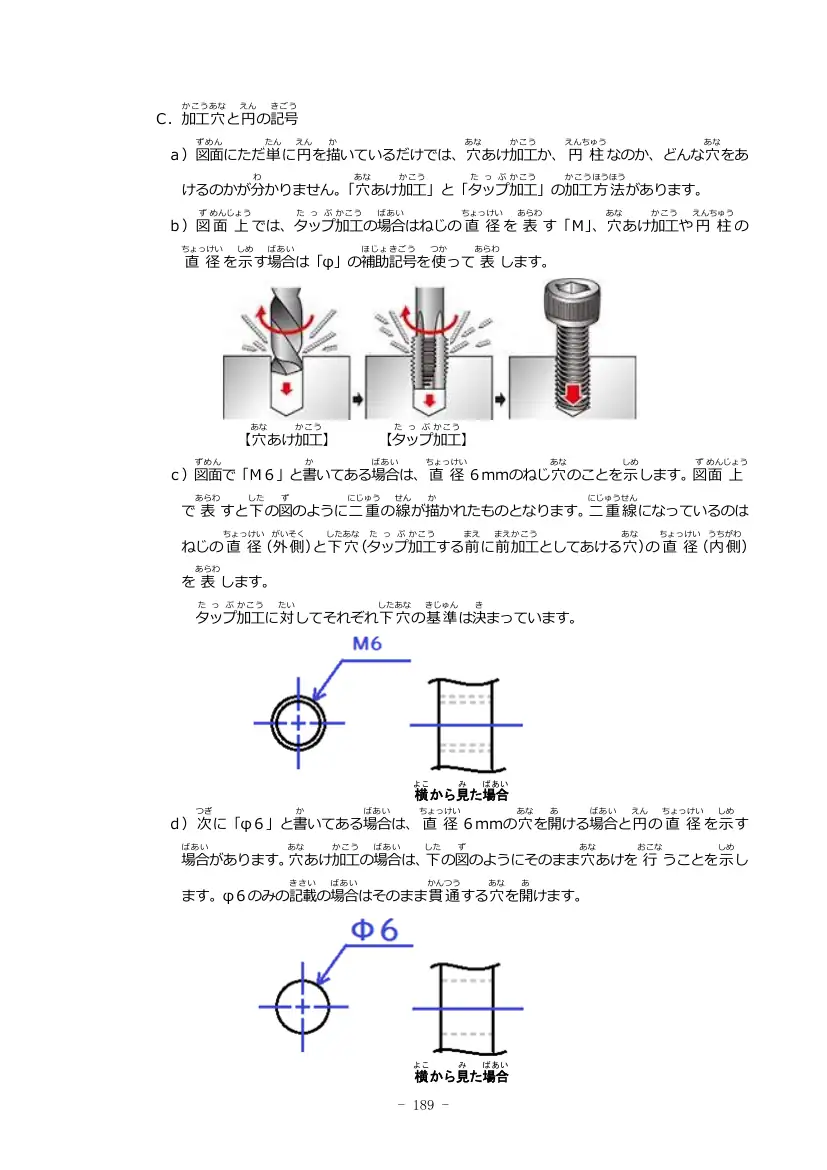 C．加工穴と円の記号
a）図面にただ単に円を描いているだけでは、穴あけ加工か、円柱なのか、どんな穴をあ
けるのかが分かりません。「穴あけ加工」と「タップ加工」の加工方法があります。
b）図面上では、タップ加工の場合はねじの直径を表す「M」、穴あけ加工や円柱の
直径を示す場合は「φ」の補助記号を使って表します。
【穴あけ加工】 【タップ加工】
c）図面で「M６」と書いてある場合は、直径６mmのねじ穴のことを示します。図面上
で表すと下の図のように二重の線が描かれたものとなります。二重線になっているのは
ねじの直径（外側）と下穴（タップ加工する前に前加工としてあける穴）の直径（内側）
を表します。
タップ加工に対してそれぞれ下穴の基準は決まっています。
M6
横から見た場合
d）次に「φ６」と書いてある場合は、直径６mmの穴を開ける場合と円の直径を示す
場合があります。穴あけ加工の場合は、下の図のようにそのまま穴あけを行うことを示し
ます。φ６のみの記載の場合はそのまま貫通する穴を開けます。
Φ6
横から見た場合
- 189 -